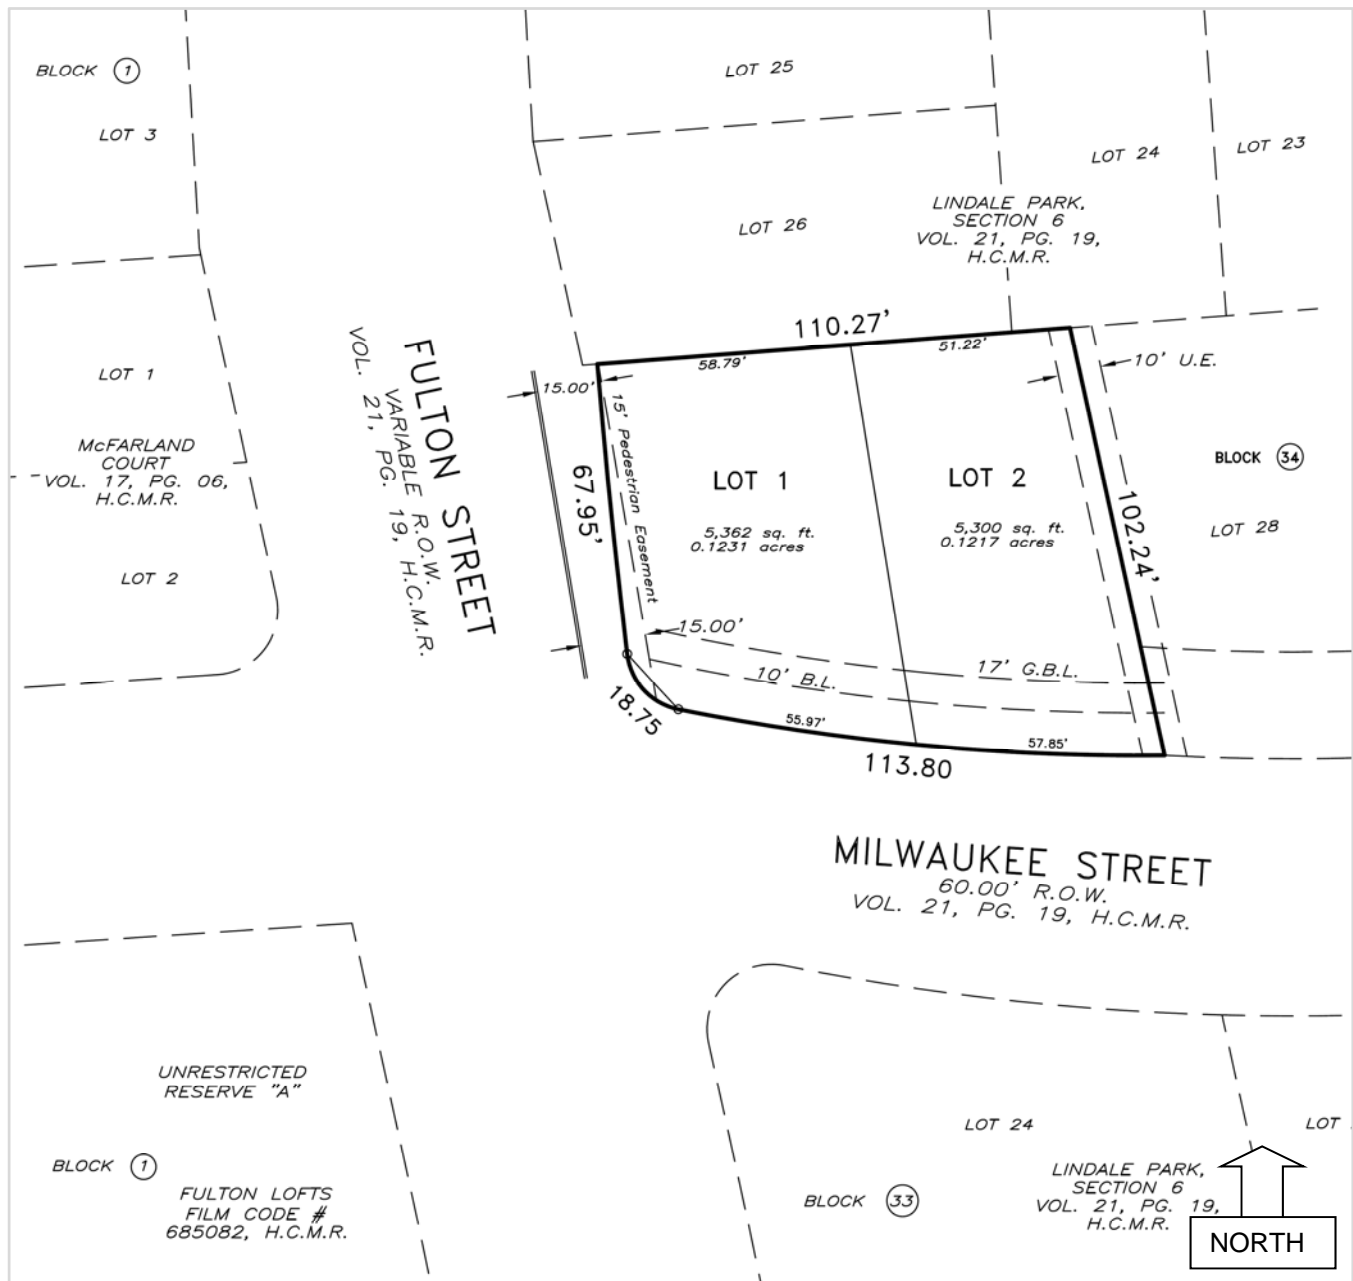 BLOCK 1
LOT 3
LOT 25
LOT 24
LOT 23
LOT 26
LINDALE PARK,
SECTION 6
VOL. 21, PG. 19,
H.C.M.R.
110.27'
58.79'
51.22'
10' U.E.
15.00'
FULTON STREET
VARIABLE R.O.W.
VOL. 21, PG. 19, H.C.M.R.
LOT 1
McFARLAND
COURT
VOL. 17, PG. 06,
H.C.M.R.
LOT 2
67.95'
15' Pedestrian Easement
LOT 1
5,362 sq. ft.
0.1231 acres
LOT 2
5,300 sq. ft.
0.1217 acres
102.24'
BLOCK 34
LOT 28
15.00'
17' G.B.L.
10' B.L.
18.75
55.97'
57.85'
113.80
MILWAUKEE STREET
60.00' R.O.W.
VOL. 21, PG. 19, H.C.M.R.
UNRESTRICTED
RESERVE "A"
BLOCK 1
FULTON LOFTS
FILM CODE #
685082, H.C.M.R.
LOT 24
LOT
BLOCK 33
LINDALE PARK,
SECTION 6
VOL. 21, PG. 19,
H.C.M.R.
NORTH